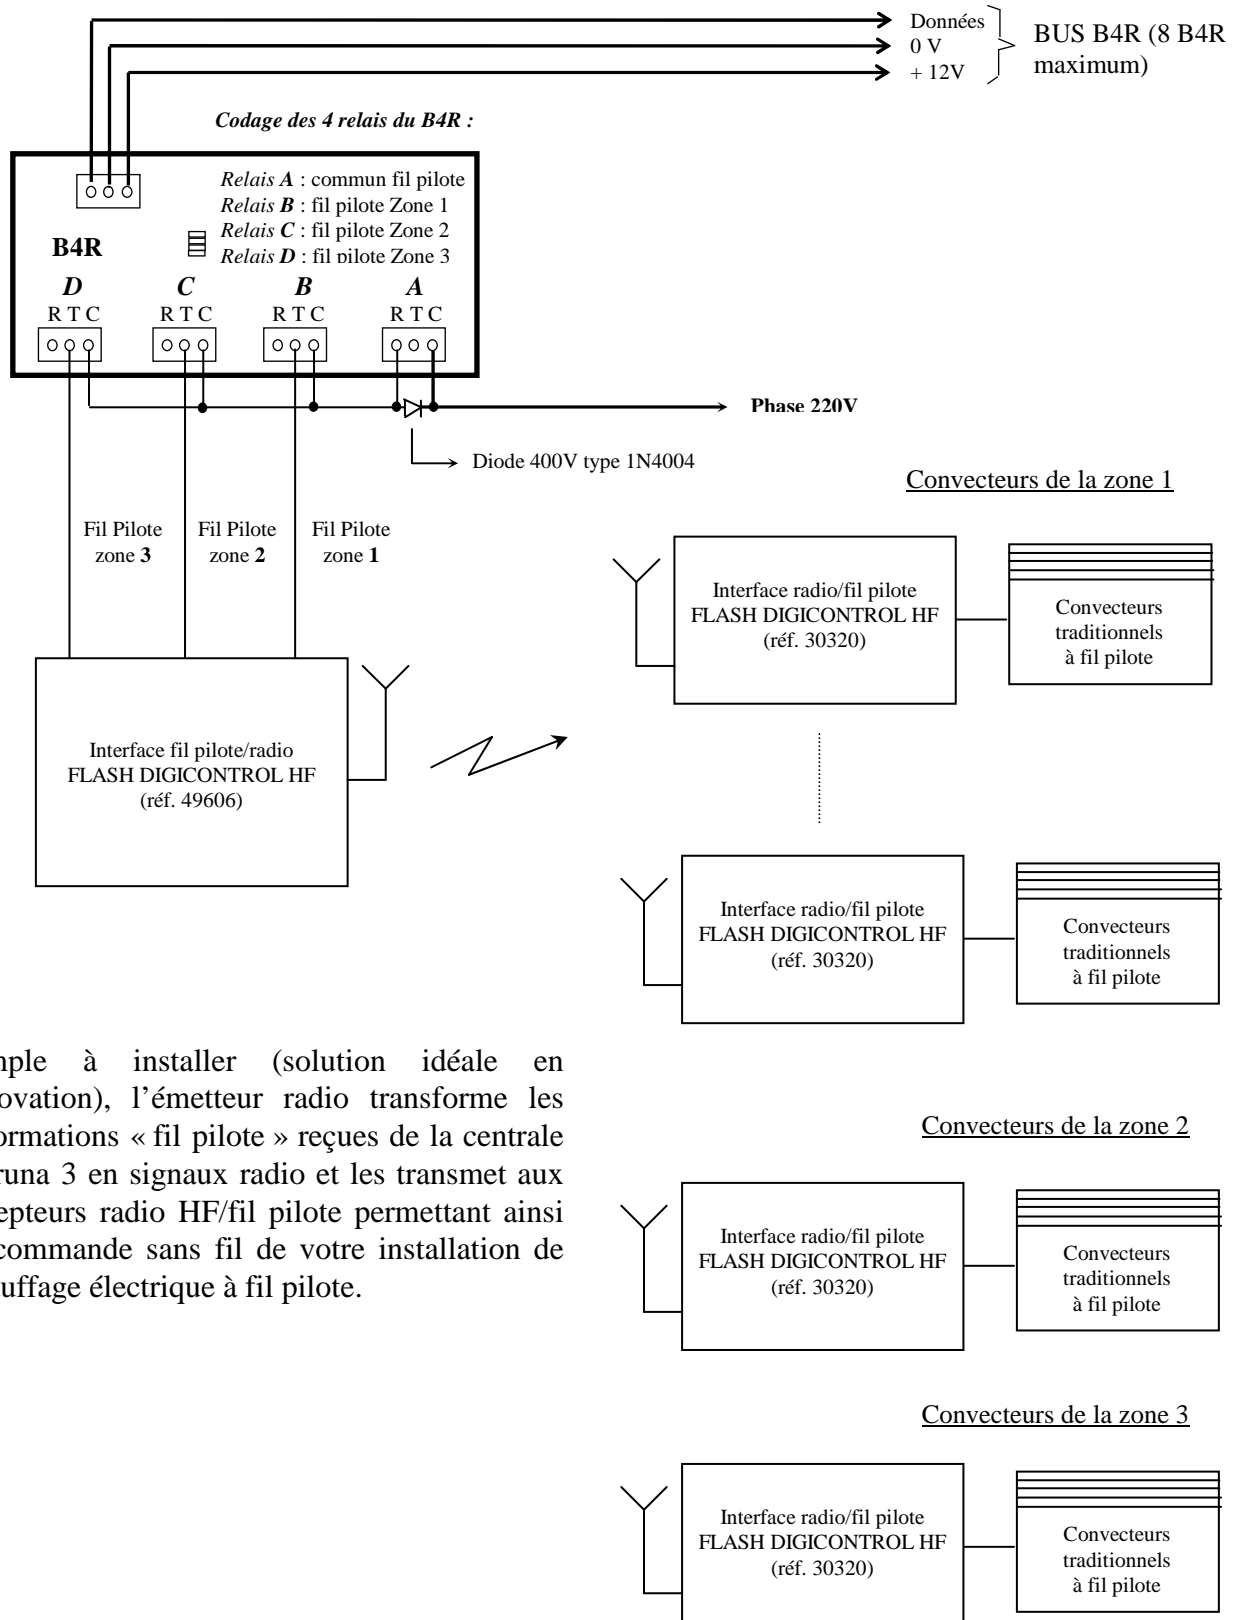 Données
0 V
+ 12V
BUS B4R (8 B4R
maximum)
Codage des 4 relais du B4R :
Relais A : commun fil pilote
Relais B : fil pilote Zone 1
Relais C : fil pilote Zone 2
Relais D : fil pilote Zone 3
B4R
D C B A
R T C R T C R T C R T C
Phase 220V
Diode 400V type 1N4004
Fil Pilote
zone 3
Fil Pilote
zone 2
Fil Pilote
zone 1
Convecteurs de la zone 1
Interface radio/fil pilote
FLASH DIGICONTROL HF
(réf. 30320)
Convecteurs
traditionnels
à fil pilote
Interface fil pilote/radio
FLASH DIGICONTROL HF
(réf. 49606)
Interface radio/fil pilote
FLASH DIGICONTROL HF
(réf. 30320)
Convecteurs
traditionnels
à fil pilote
mple à installer (solution idéale en
ovation), l’émetteur radio transforme les
ormations « fil pilote » reçues de la centrale
runa 3 en signaux radio et les transmet aux
epteurs radio HF/fil pilote permettant ainsi
commande sans fil de votre installation de
uffage électrique à fil pilote.
Convecteurs de la zone 2
Interface radio/fil pilote
FLASH DIGICONTROL HF
(réf. 30320)
Convecteurs
traditionnels
à fil pilote
Convecteurs de la zone 3
Interface radio/fil pilote
FLASH DIGICONTROL HF
(réf. 30320)
Convecteurs
traditionnels
à fil pilote